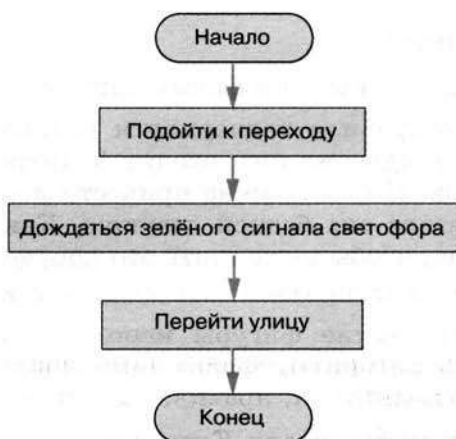 Начало
Подойти к переходу
Дождаться зелёного сигнала светофора
Перейти улицу
Конец